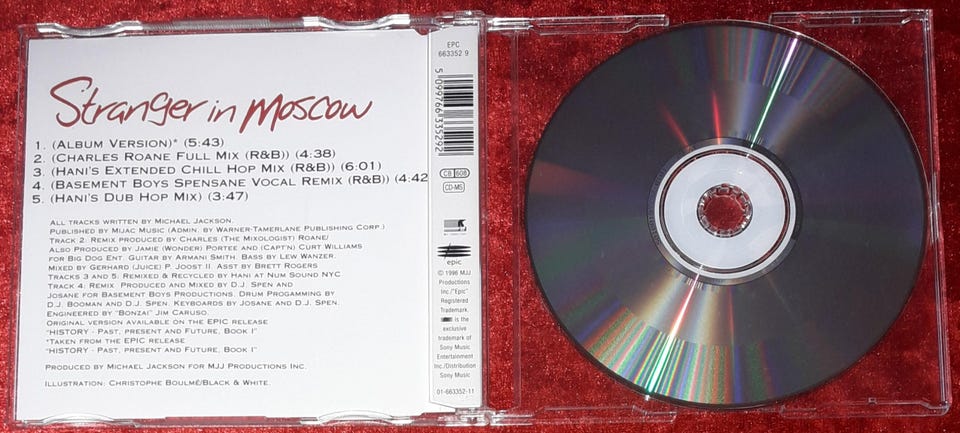 Stranger in Moscow
1. (Album Version)* (5:43)
2. (Charles Roane Full Mix (R&B)) (4:38)
3. (Hani's Extended Chill Hop Mix (R&B)) (6:01)
4. (Basement Boys Spensane Vocal Remix (R&B)) (4:42
5. (Hani's Dub Hop Mix) (3:47)
All tracks written by Michael Jackson.
Published by Mijac Music (Admin. by Warner-Tamerlane Publishing Corp.)
Track 2: Remix produced by Charles (The Mixologist) Roane/
Also Produced by Jamie (Wonder) Portee and (Capt'n) Curt Williams
for Big Dog Ent. Guitar by Armani Smith. Bass by Lew Wanzer.
Mixed by Gerhard (Juice) P. Joost II. Asst by Brett Rogers
Tracks 3 and 5: Remixed & Recycled by Hani at Num Sound NYC
Track 4: Remix Produced and Mixed by D.J. Spen and
Josane for Basement Boys Productions. Drum Progamming by
D.J. Booman and D.J. Spen. Keyboards by Josane and D.J. Spen.
Engineered by "Bonzai" Jim Caruso.
Original version available on the EPIC release
"HISTORY - Past, present and Future, Book I"
*Taken from the EPIC release
"HISTORY - Past, present and Future, Book I"
Produced by Michael Jackson for MJJ Productions Inc.
Illustration: Christophe Boulmé/Black & White.
EPC
663352 9
5 099766 335292
GB 608
CD-MS
epic
© 1996 MJJ
Productions
Inc./"Epic"
Registered
Trademark.
is the
exclusive
trademark of
Sony Music
Entertainment
Inc./Distribution
Sony Music
01-663352-11